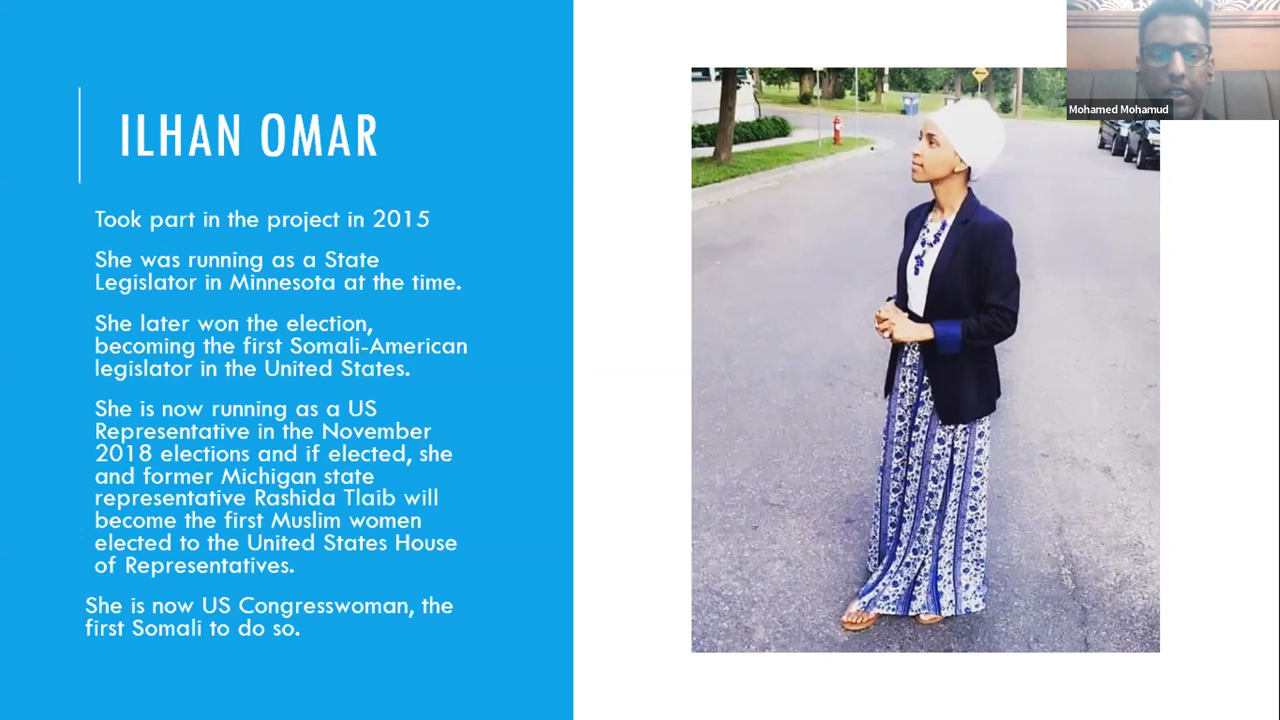 ILHAN OMAR
Took part in the project in 2015
She was running as a State
Legislator in Minnesota at the time.
She later won the election,
becoming the first Somali-American
legislator in the United States.
She is now running as a US
Representative in the November
2018 elections and if elected, she
and former Michigan state
representative Rashida Tlaib will
become the first Muslim women
elected to the United States House
of Representatives.
She is now US Congresswoman, the
first Somali to do so.
Mohamed Mohamud